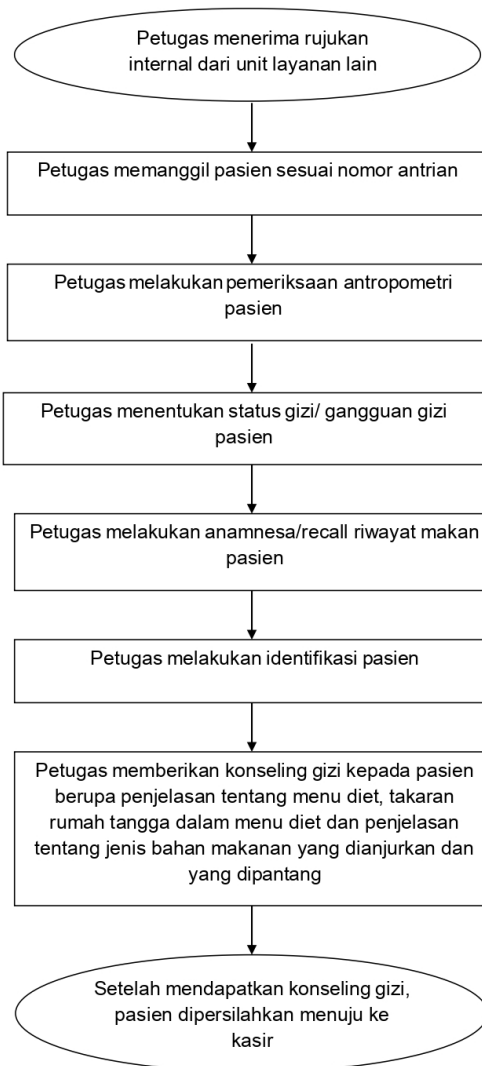 Petugas menerima rujukan
internal dari unit layanan lain
Petugas memanggil pasien sesuai nomor antrian
Petugas melakukan pemeriksaan antropometri
pasien
Petugas menentukan status gizi/ gangguan gizi
pasien
Petugas melakukan anamnesa/recall riwayat makan
pasien
Petugas melakukan identifikasi pasien
Petugas memberikan konseling gizi kepada pasien
berupa penjelasan tentang menu diet, takaran
rumah tangga dalam menu diet dan penjelasan
tentang jenis bahan makanan yang dianjurkan dan
yang dipantang
Setelah mendapatkan konseling gizi,
pasien dipersilahkan menuju ke
kasir